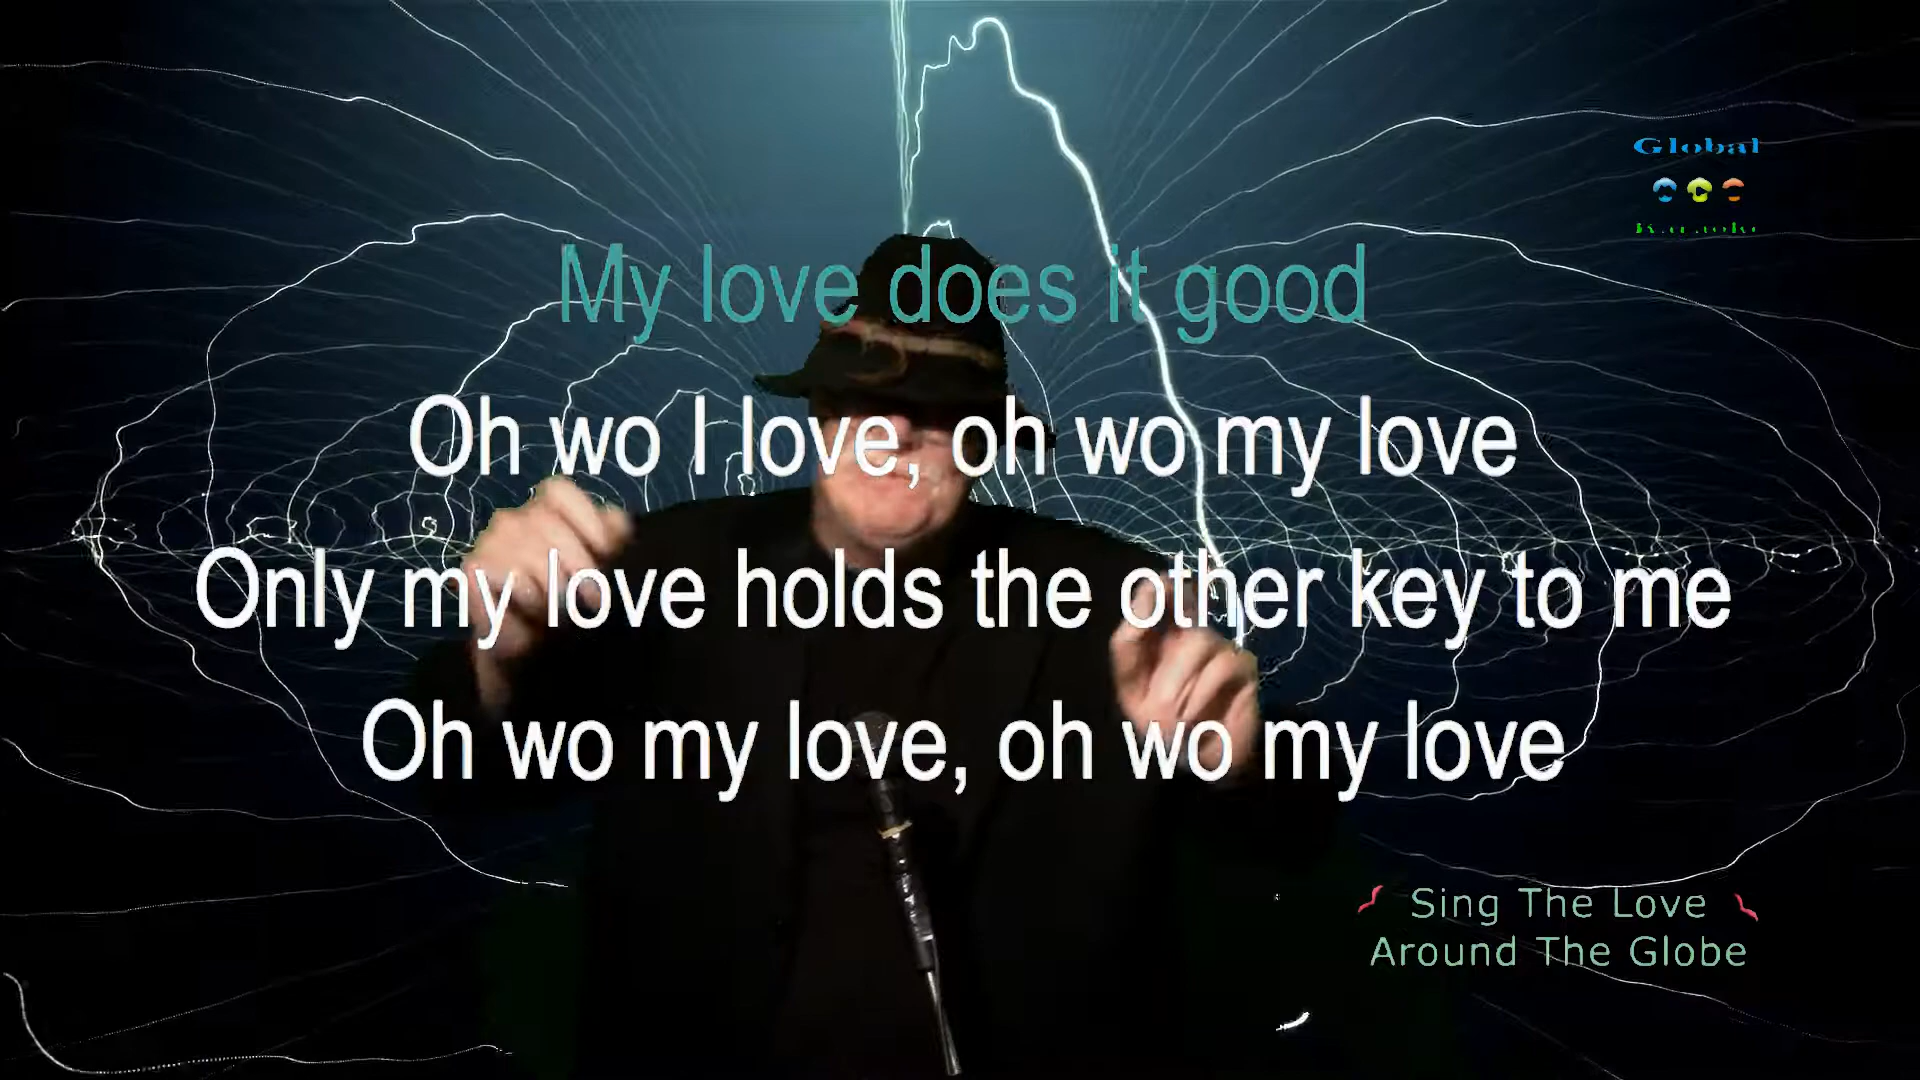 Global
Karaoke
My love does it good
Oh wo I love, oh wo my love
Only my love holds the other key to me
Oh wo my love, oh wo my love
Sing The Love
Around The Globe